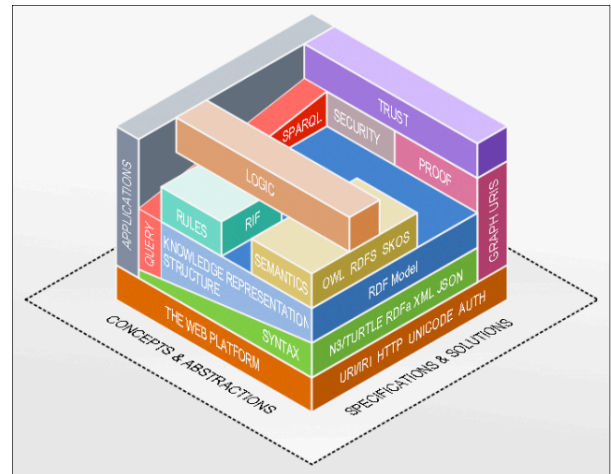 TRUST
SPARQL
SECURITY
PROOF
LOGIC
APPLICATIONS
GRAPH URIS
RULES
RIF
QUERY
SEMANTICS
OWL RDFS SKOS
KNOWLEDGE REPRESENTATION
STRUCTURE
RDF Model
SYNTAX
N3/TURTLE RDFa XML JSON
THE WEB PLATFORM
URI/IRI HTTP UNICODE AUTH
CONCEPTS & ABSTRACTIONS
SPECIFICATIONS & SOLUTIONS